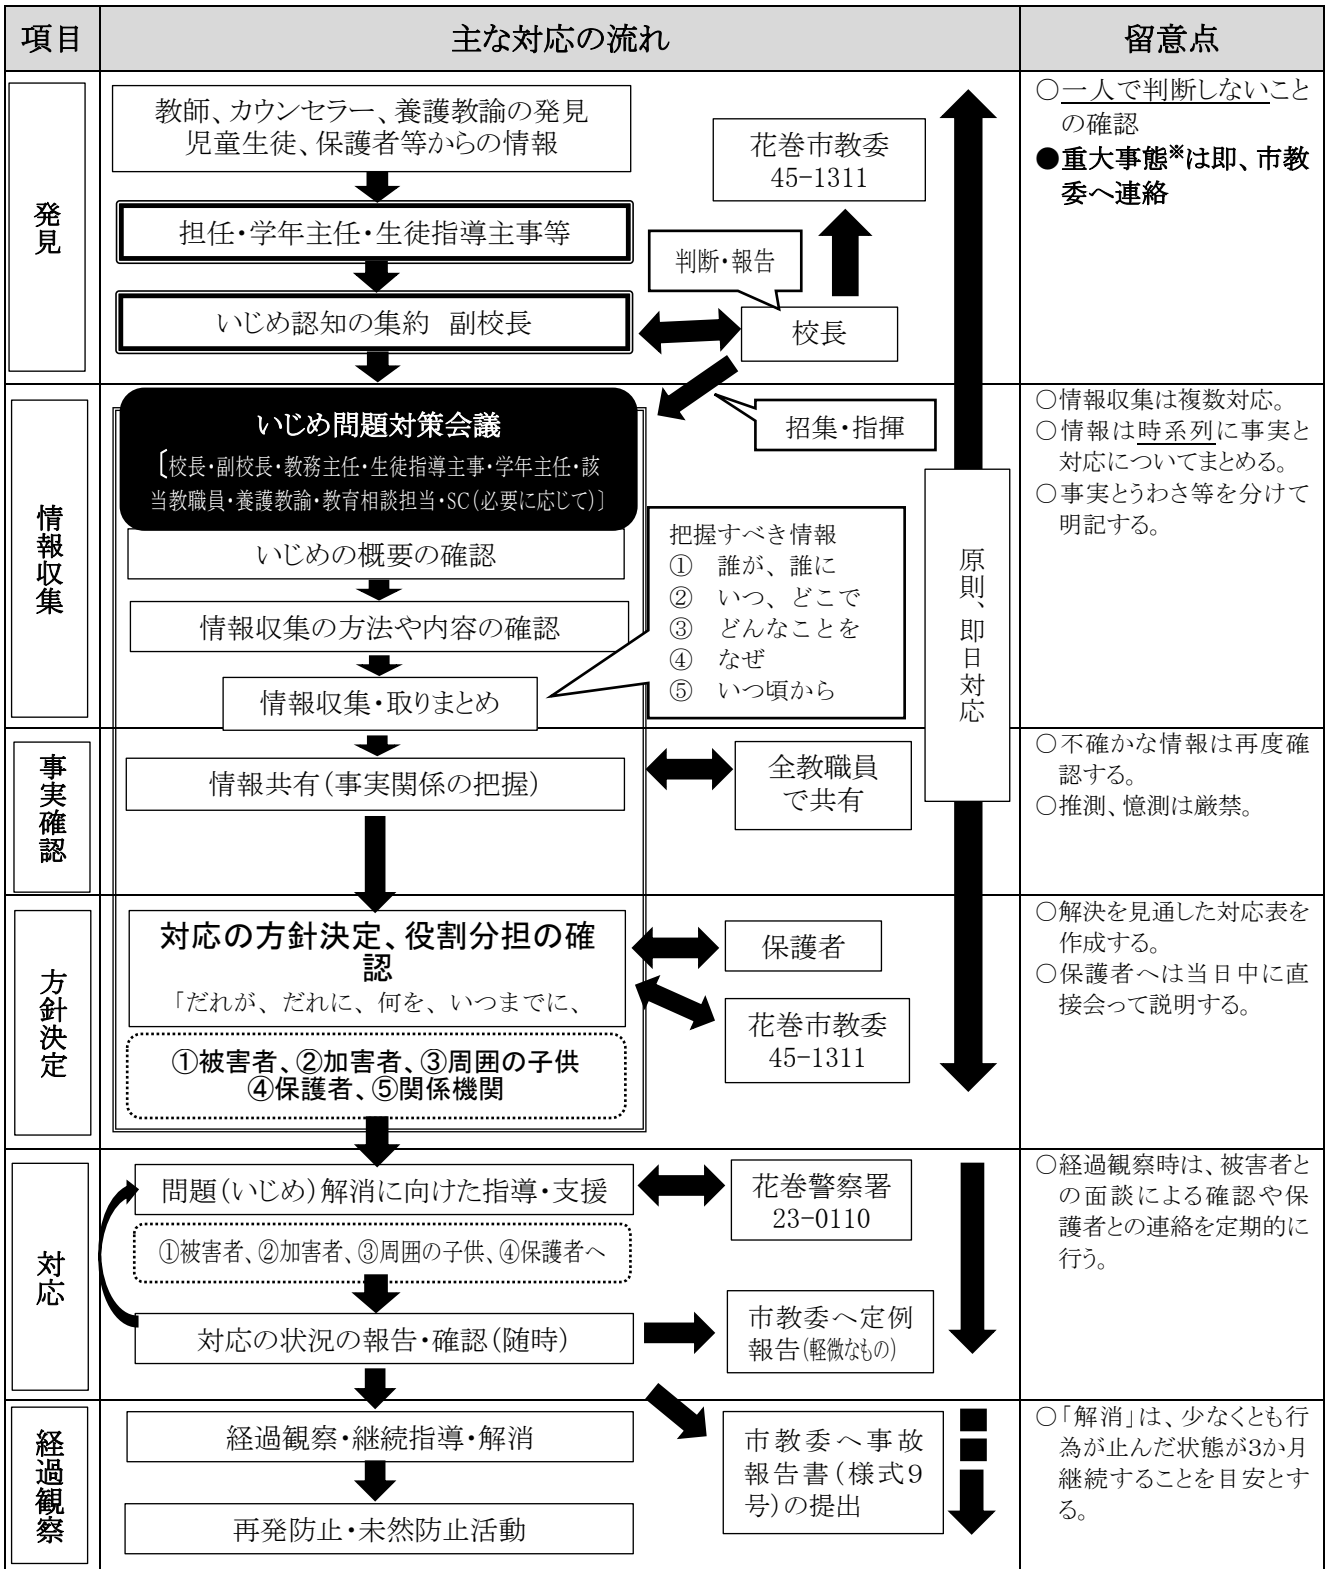 項目
主な対応の流れ
留意点
発見
教師、カウンセラー、養護教諭の発見
児童生徒、保護者等からの情報
担任・学年主任・生徒指導主事等
いじめ認知の集約　副校長
花巻市教委
45-1311
判断・報告
校長
○一人で判断しないこと
の確認
●重大事態※は即、市教
委へ連絡
情報収集
いじめ問題対策会議
〔校長・副校長・教務主任・生徒指導主事・学年主任・該
当教職員・養護教諭・教育相談担当・SC（必要に応じて）〕
招集・指揮
いじめの概要の確認
情報収集の方法や内容の確認
情報収集・取りまとめ
把握すべき情報
①　誰が、誰に
②　いつ、どこで
③　どんなことを
④　なぜ
⑤　いつ頃から
原則、即日対応
○情報収集は複数対応。
○情報は時系列に事実と
対応についてまとめる。
○事実とうわさ等を分けて
明記する。
事実確認
情報共有（事実関係の把握）
全教職員
で共有
○不確かな情報は再度確
認する。
○推測、憶測は厳禁。
方針決定
対応の方針決定、役割分担の確
認
「だれが、だれに、何を、いつまでに、
①被害者、②加害者、③周囲の子供
④保護者、⑤関係機関
保護者
花巻市教委
45-1311
○解決を見通した対応表を
作成する。
○保護者へは当日中に直
接会って説明する。
対応
問題（いじめ）解消に向けた指導・支援
①被害者、②加害者、③周囲の子供、④保護者へ
対応の状況の報告・確認（随時）
花巻警察署
23-0110
市教委へ定例
報告（軽微なもの）
○経過観察時は、被害者と
の面談による確認や保
護者との連絡を定期的に
行う。
経過観察
経過観察・継続指導・解消
再発防止・未然防止活動
市教委へ事故
報告書（様式９
号）の提出
○「解消」は、少なくとも行
為が止んだ状態が３か月
継続することを目安とす
る。